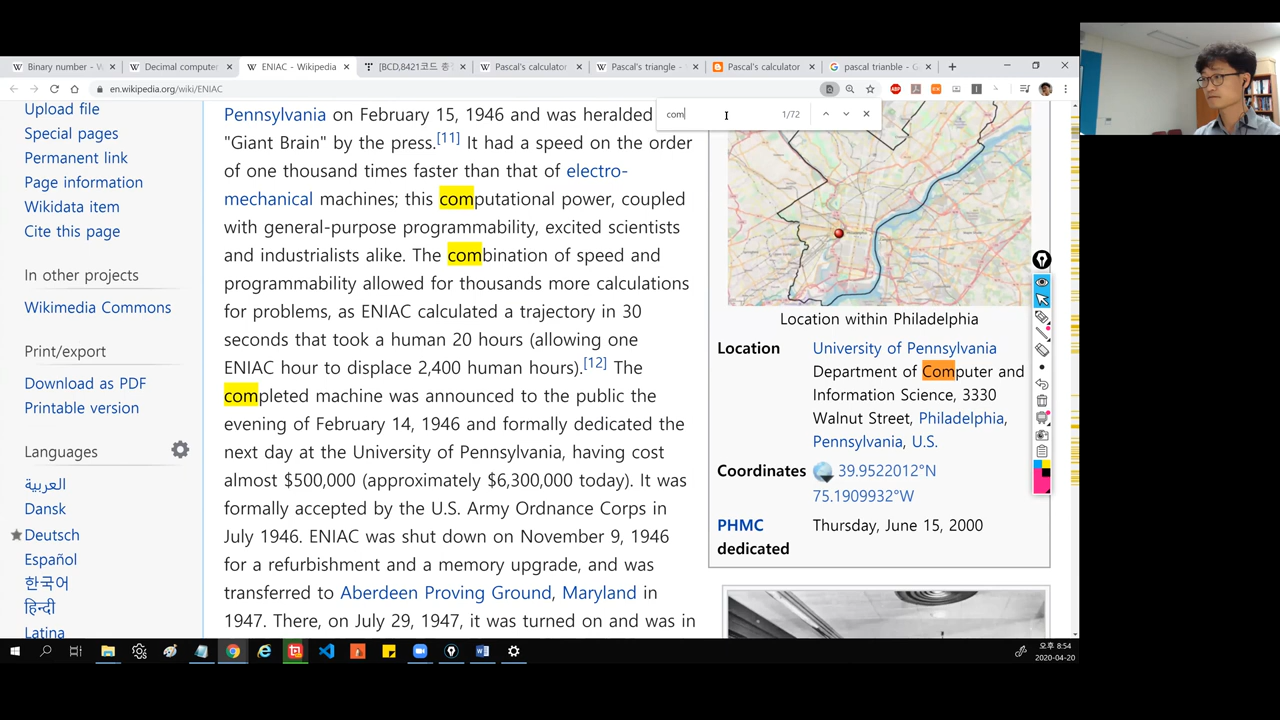 Binary number - W
Decimal computer
ENIAC - Wikipedia
[BCD,8421코드 총
Pascal's calculator
Pascal's triangle -
Pascal's calculator
pascal trianble - G
en.wikipedia.org/wiki/ENIAC
com
1/72
Upload file
Special pages
Permanent link
Page information
Wikidata item
Cite this page
In other projects
Wikimedia Commons
Print/export
Download as PDF
Printable version
Languages
العربية
Dansk
Deutsch
Español
한국어
हिन्दी
Latina
Pennsylvania on February 15, 1946 and was heralded
"Giant Brain" by the press.[11] It had a speed on the order
of one thousand times faster than that of electro-
mechanical machines; this computational power, coupled
with general-purpose programmability, excited scientists
and industrialists alike. The combination of speed and
programmability allowed for thousands more calculations
for problems, as ENIAC calculated a trajectory in 30
seconds that took a human 20 hours (allowing one
ENIAC hour to displace 2,400 human hours).[12] The
completed machine was announced to the public the
evening of February 14, 1946 and formally dedicated the
next day at the University of Pennsylvania, having cost
almost $500,000 (approximately $6,300,000 today). It was
formally accepted by the U.S. Army Ordnance Corps in
July 1946. ENIAC was shut down on November 9, 1946
for a refurbishment and a memory upgrade, and was
transferred to Aberdeen Proving Ground, Maryland in
1947. There, on July 29, 1947, it was turned on and was in
Location within Philadelphia
Location University of Pennsylvania
Department of Computer and
Information Science, 3330
Walnut Street, Philadelphia,
Pennsylvania, U.S.
Coordinates 39.9522012°N
75.1909932°W
PHMC Thursday, June 15, 2000
dedicated
오후 8:54
2020-04-20